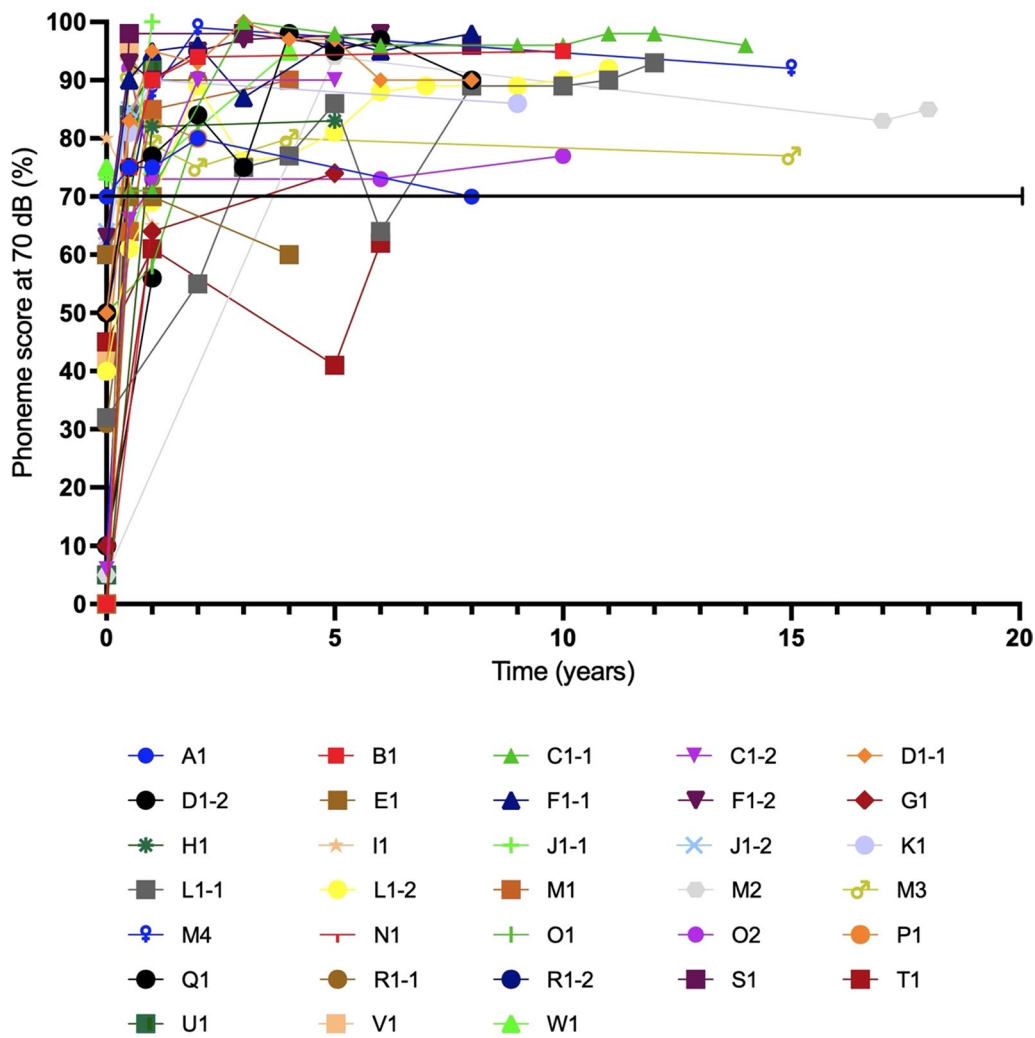 Phoneme score at 70 dB (%)
100
90
80
70
60
50
40
30
20
10
0
0 5 10 15 20
Time (years)
A1 B1 C1-1 C1-2 D1-1
D1-2 E1 F1-1 F1-2 G1
H1 I1 J1-1 J1-2 K1
L1-1 L1-2 M1 M2 M3
M4 N1 O1 O2 P1
Q1 R1-1 R1-2 S1 T1
U1 V1 W1